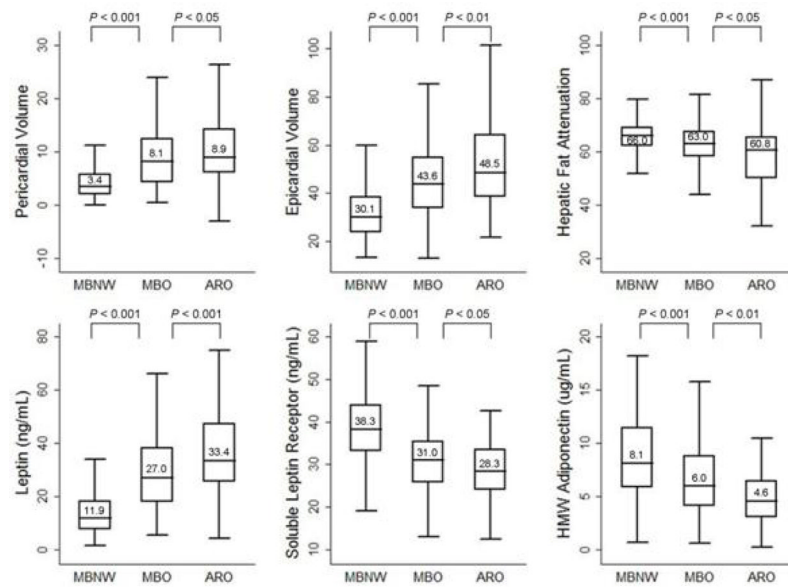 P < 0.001 P < 0.05
Pericardial Volume
30
20
10
0
-10
3.4
8.1
8.9
MBNW MBO ARO
P < 0.001 P < 0.01
Epicardial Volume
100
80
60
40
20
30.1
43.6
48.5
MBNW MBO ARO
P < 0.001 P < 0.05
Hepatic Fat Attenuation
100
80
60
40
20
66.0
63.0
60.8
MBNW MBO ARO
P < 0.001 P < 0.001
Leptin (ng/mL)
80
60
40
20
0
11.9
27.0
33.4
MBNW MBO ARO
P < 0.001 P < 0.05
Soluble Leptin Receptor (ng/mL)
60
50
40
30
20
10
38.3
31.0
28.3
MBNW MBO ARO
P < 0.001 P < 0.01
HMW Adiponectin (ug/mL)
20
15
10
5
0
8.1
6.0
4.6
MBNW MBO ARO